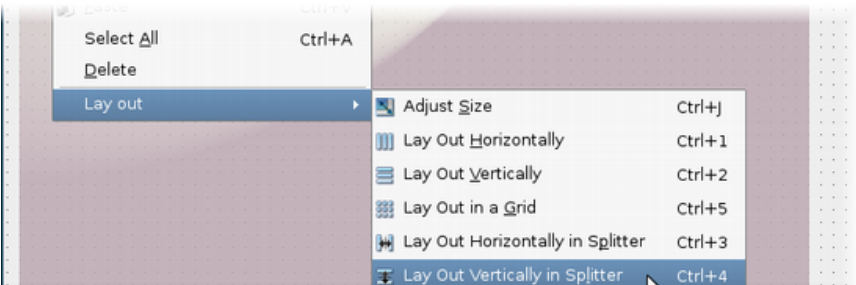 Paste Ctrl+V
Select All Ctrl+A
Delete
Lay out
Adjust Size Ctrl+J
Lay Out Horizontally Ctrl+1
Lay Out Vertically Ctrl+2
Lay Out in a Grid Ctrl+5
Lay Out Horizontally in Splitter Ctrl+3
Lay Out Vertically in Splitter Ctrl+4